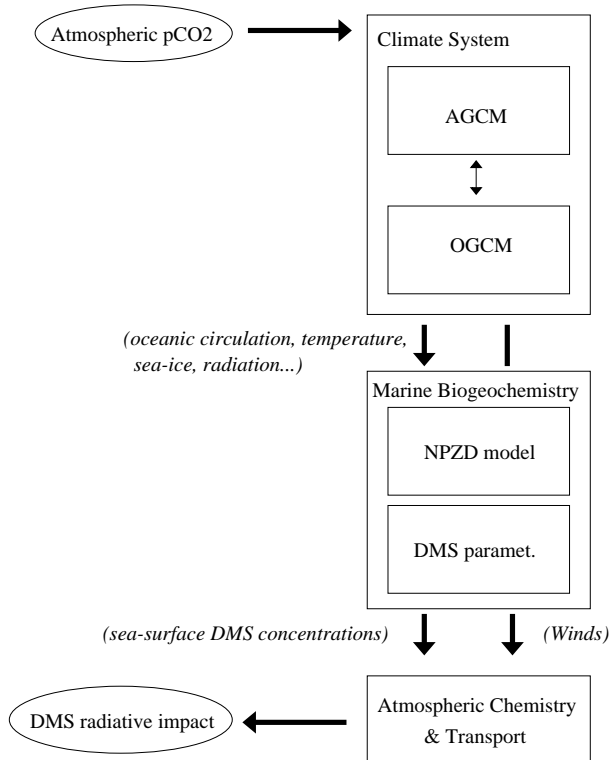 Atmospheric pCO2
Climate System
AGCM
OGCM
(oceanic circulation, temperature,
sea-ice, radiation...)
Marine Biogeochemistry
NPZD model
DMS paramet.
(sea-surface DMS concentrations)
(Winds)
Atmospheric Chemistry
& Transport
DMS radiative impact